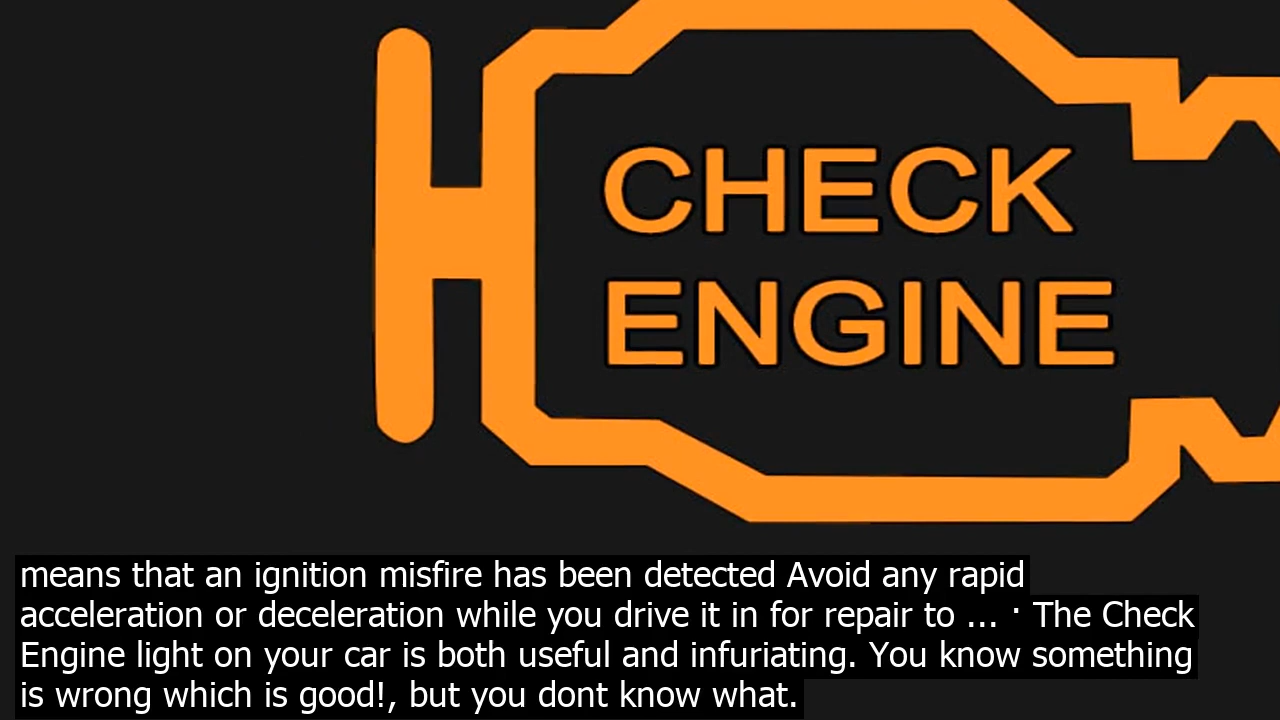 CHECK
ENGINE
means that an ignition misfire has been detected Avoid any rapid
acceleration or deceleration while you drive it in for repair to ... · The Check
Engine light on your car is both useful and infuriating. You know something
is wrong which is good!, but you dont know what.